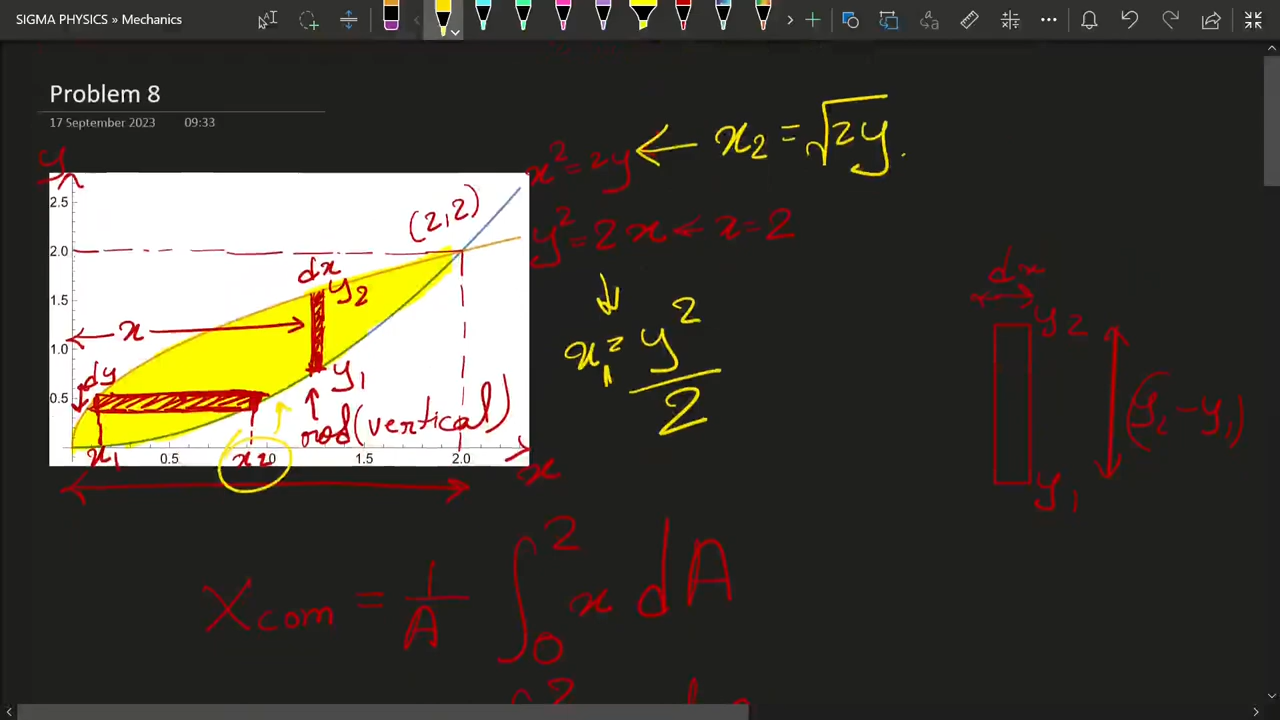 SIGMA PHYSICS » Mechanics
Problem 8
17 September 2023 09:33
x² = 2y ← x₂ = √2y.
y² = 2x ← x = 2
x₁ = y²/2
y
2.5
2.0
1.5
1.0
0.5
(2,2)
dx
y₂
x
dy
y₁
rod (vertical)
x₁
x₂
0.5
1.5
2.0
x
dx
y₂
(y₂ - y₁)
y₁
Xcom = 1/A ∫₀² x dA